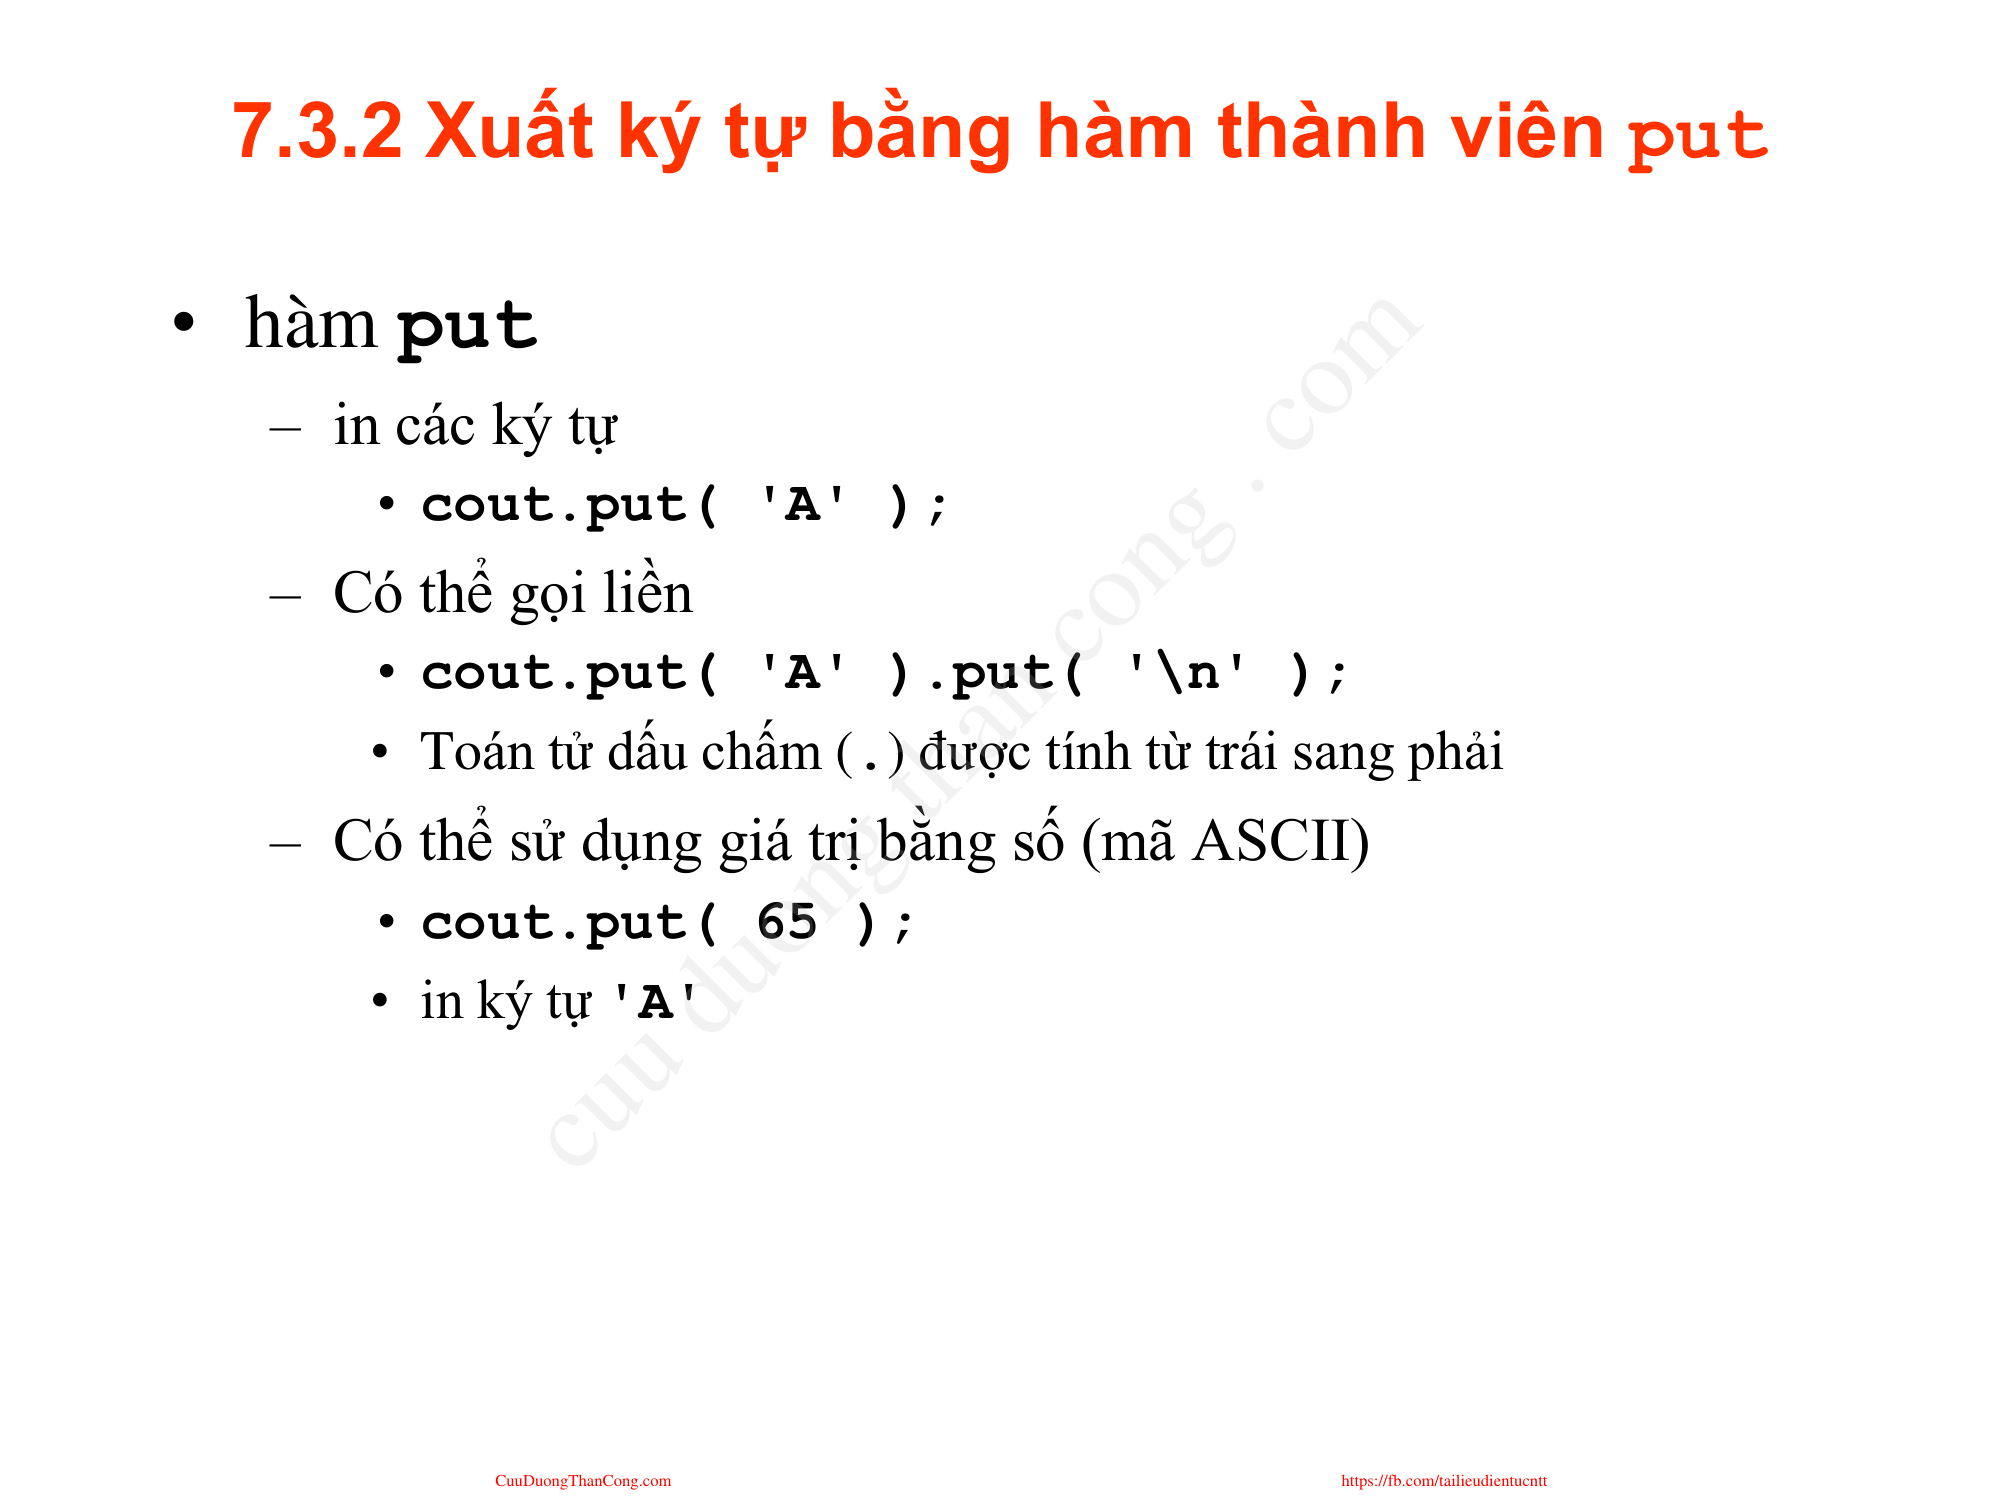 7.3.2 Xuất ký tự bằng hàm thành viên put
• hàm put
– in các ký tự
• cout.put( 'A' );
– Có thể gọi liền
• cout.put( 'A' ).put( '\n' );
• Toán tử dấu chấm (.) được tính từ trái sang phải
– Có thể sử dụng giá trị bằng số (mã ASCII)
• cout.put( 65 );
• in ký tự 'A'
cuu duong than cong . com
CuuDuongThanCong.com
https://fb.com/tailieudientucntt